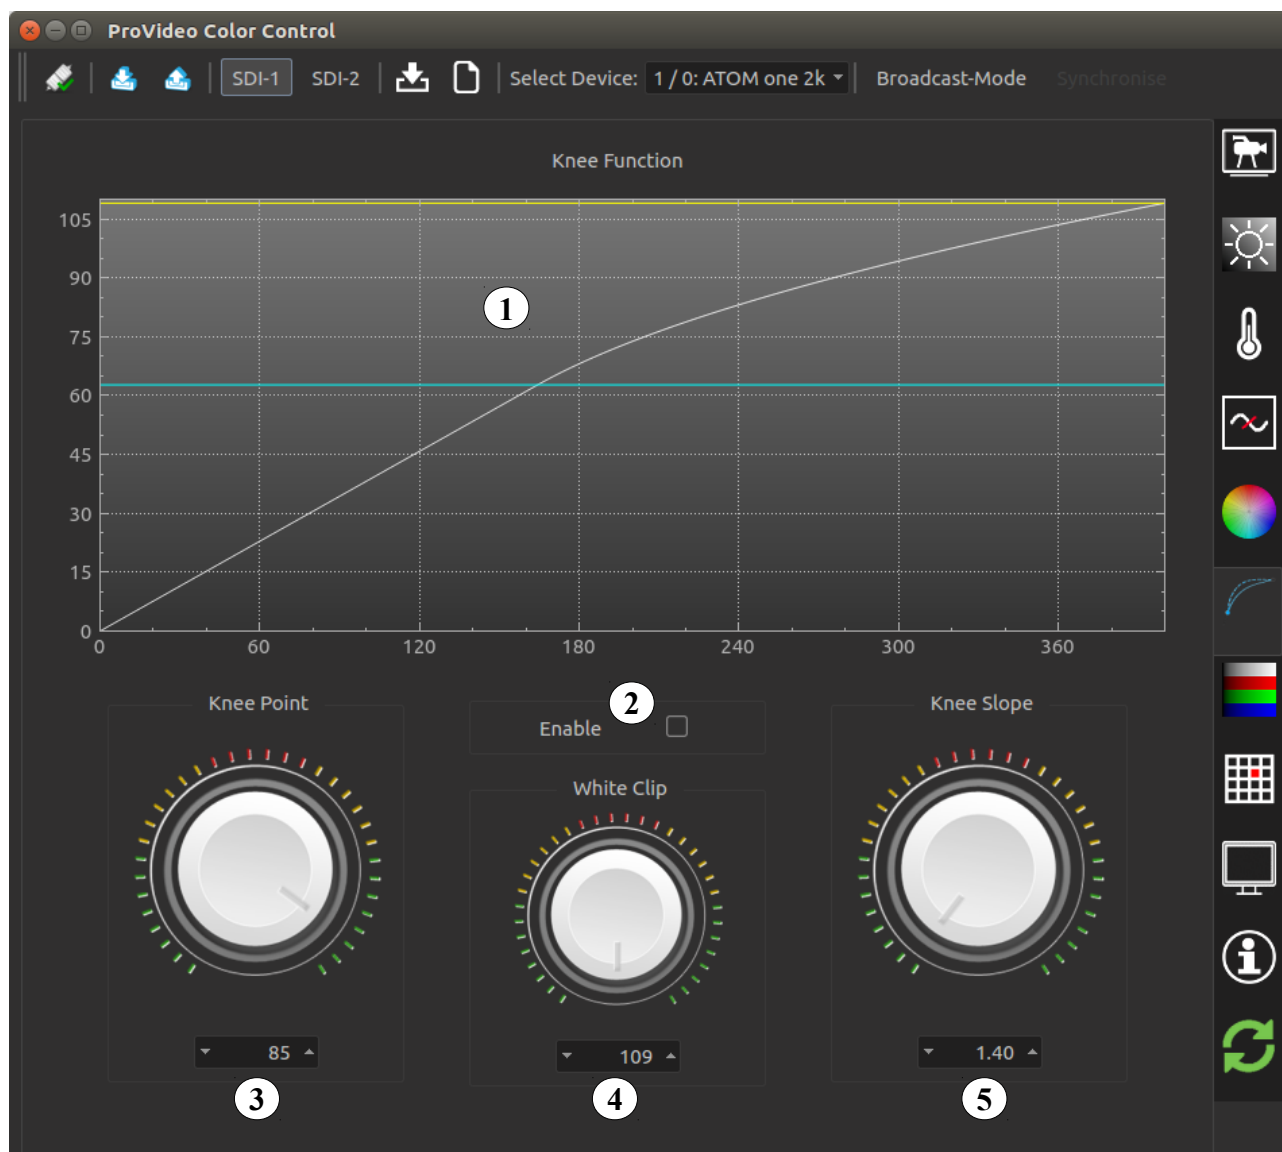 ProVideo Color Control
SDI-1 SDI-2 Select Device: 1 / 0: ATOM one 2k Broadcast-Mode Synchronise
Knee Function
105
90
75
60
45
30
15
0
0 60 120 180 240 300 360
1
Knee Point
2
Enable
Knee Slope
White Clip
85
109
1.40
3
4
5